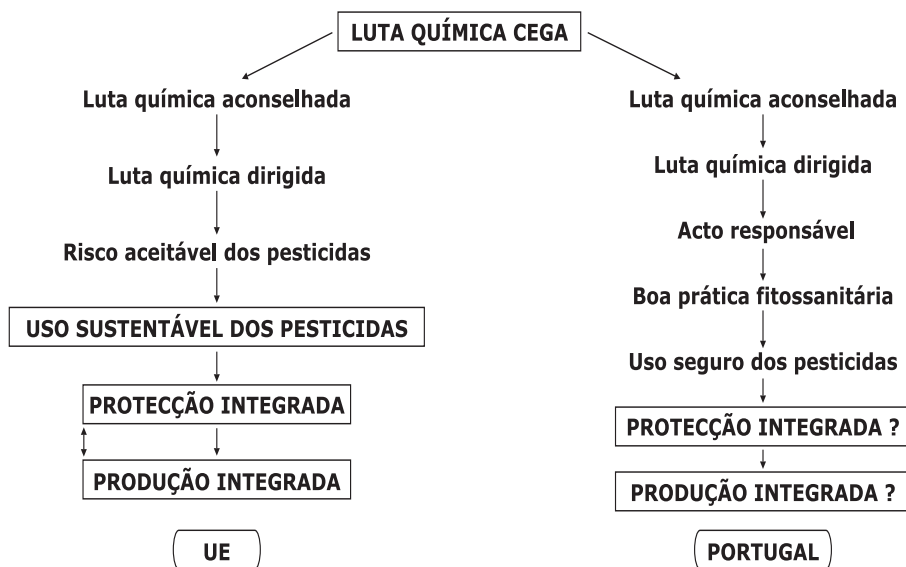 LUTA QUÍMICA CEGA
Luta química aconselhada
Luta química dirigida
Risco aceitável dos pesticidas
USO SUSTENTÁVEL DOS PESTICIDAS
PROTECÇÃO INTEGRADA
PRODUÇÃO INTEGRADA
UE
Luta química aconselhada
Luta química dirigida
Acto responsável
Boa prática fitossanitária
Uso seguro dos pesticidas
PROTECÇÃO INTEGRADA ?
PRODUÇÃO INTEGRADA ?
PORTUGAL